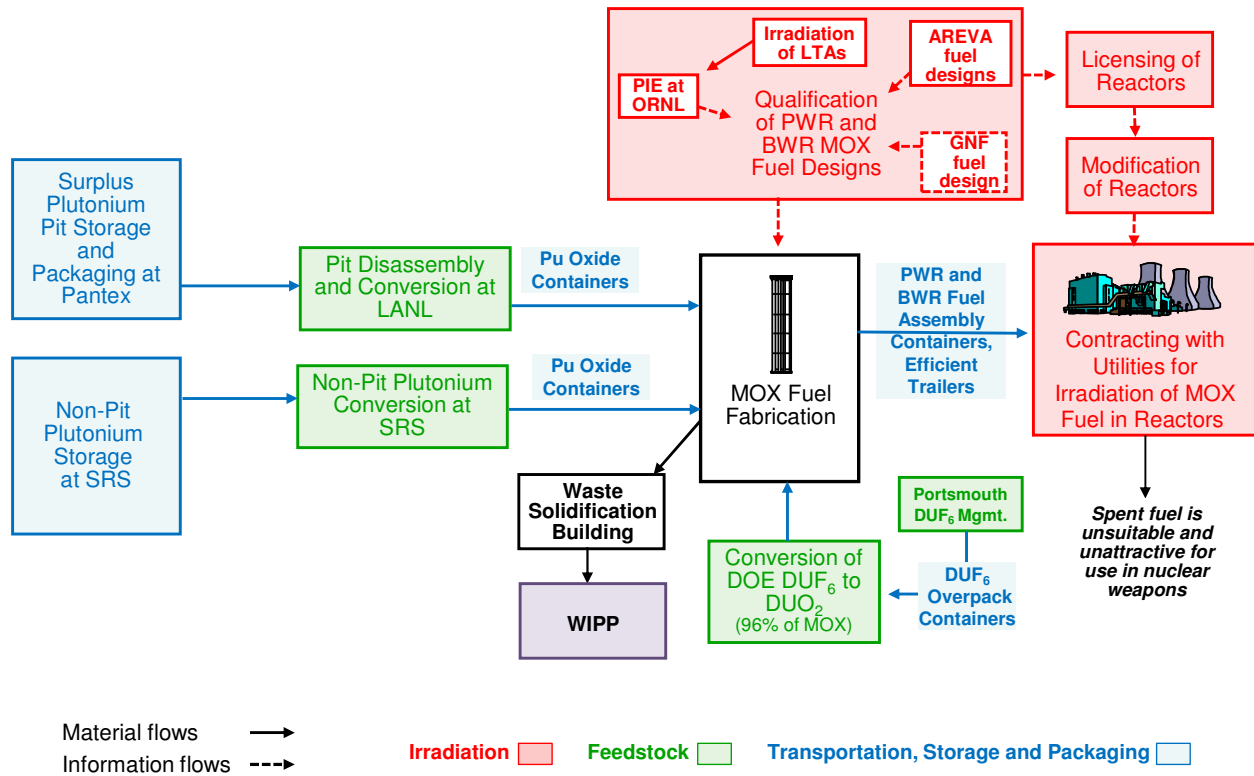 Irradiation
of LTAs
AREVA
fuel
designs
PIE at
ORNL
Qualification
of PWR and
BWR MOX
Fuel Designs
GNF
fuel
design
Licensing of
Reactors
Modification
of Reactors
Surplus
Plutonium
Pit Storage
and
Packaging at
Pantex
Pit Disassembly
and Conversion at
LANL
Pu Oxide
Containers
Non-Pit
Plutonium
Storage
at SRS
Non-Pit Plutonium
Conversion at
SRS
Pu Oxide
Containers
MOX Fuel
Fabrication
PWR and
BWR Fuel
Assembly
Containers,
Efficient
Trailers
Contracting with
Utilities for
Irradiation of MOX
Fuel in Reactors
Waste
Solidification
Building
WIPP
Conversion of
DOE DUF₆ to
DUO₂
(96% of MOX)
Portsmouth
DUF₆ Mgmt.
DUF₆
Overpack
Containers
Spent fuel is
unsuitable and
unattractive for
use in nuclear
weapons
Material flows
Information flows
Irradiation
Feedstock
Transportation, Storage and Packaging